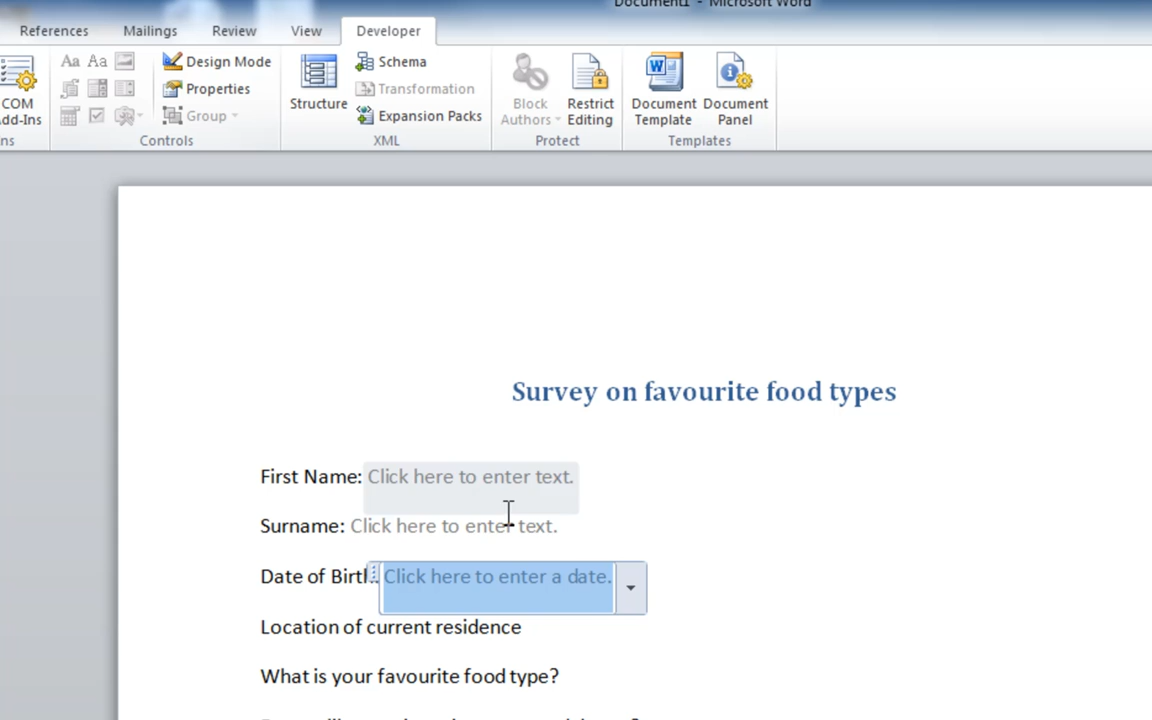 Document1 - Microsoft Word
References Mailings Review View Developer
Aa Aa Design Mode Schema
Properties Transformation
COM Structure Block Restrict Document Document
Add-Ins Group Expansion Packs Authors Editing Template Panel
Controls XML Protect Templates
Survey on favourite food types
First Name: Click here to enter text.
Surname: Click here to enter text.
Date of Birth: Click here to enter a date.
Location of current residence
What is your favourite food type?